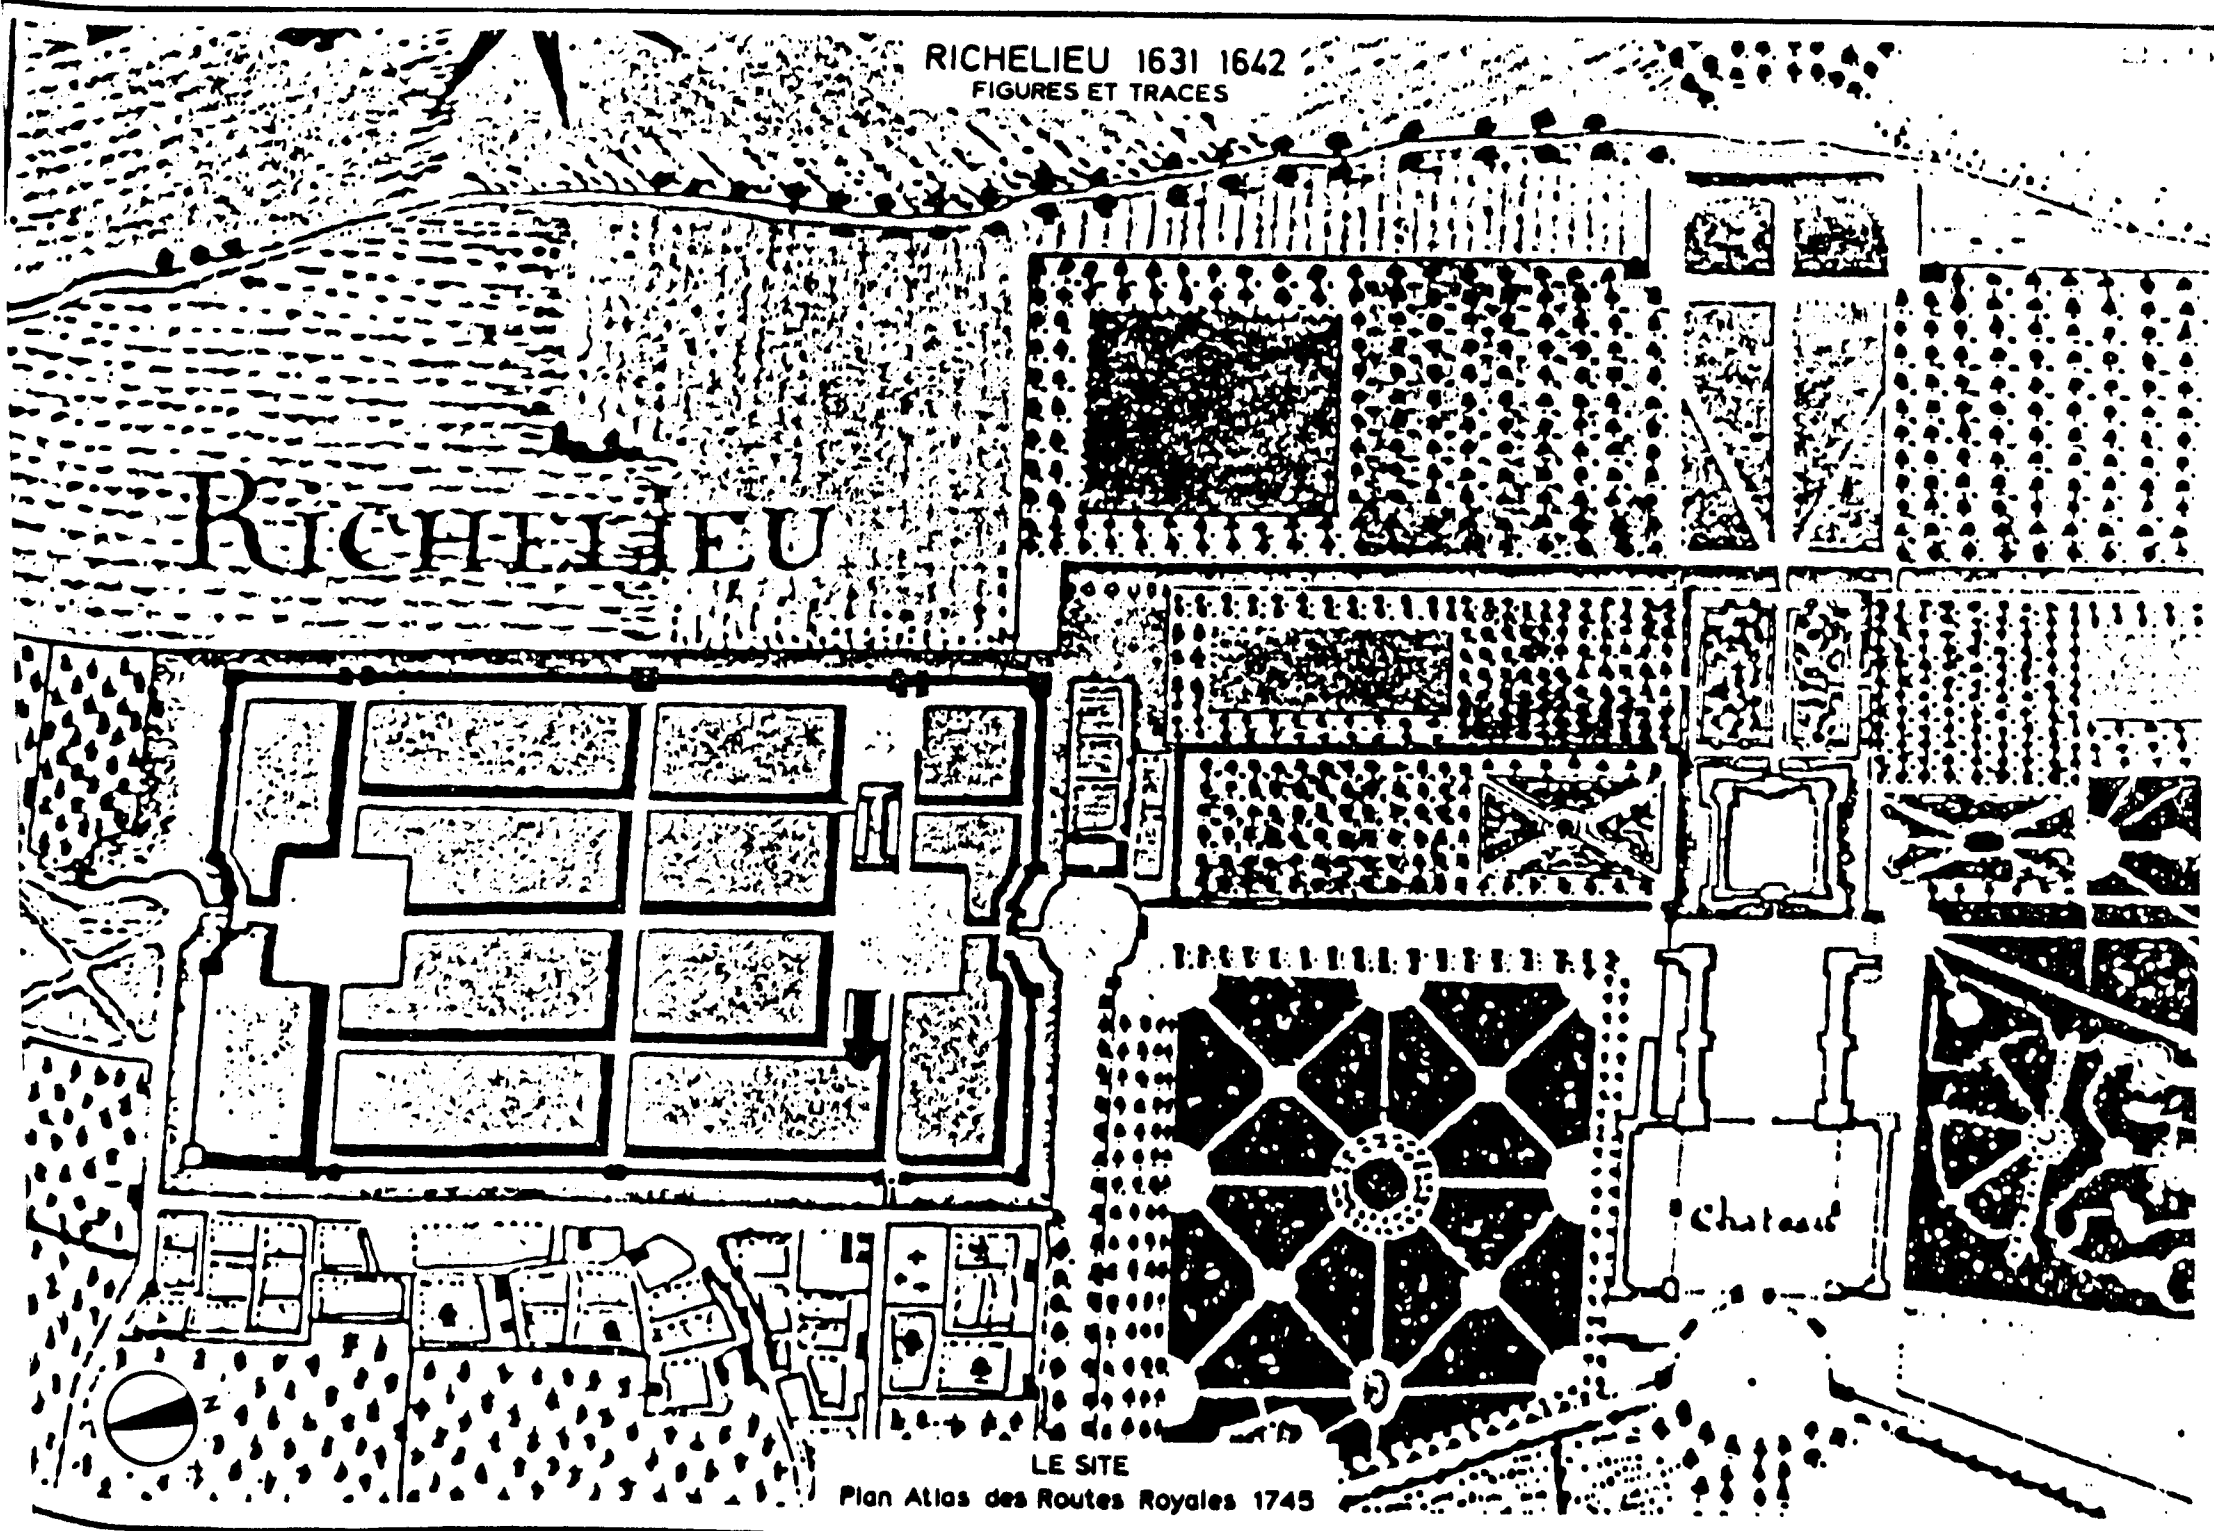 RICHELIEU 1631 1642
FIGURES ET TRACES
RICHELIEU
Chateau
N
LE SITE
Plan Atlas des Routes Royales 1745